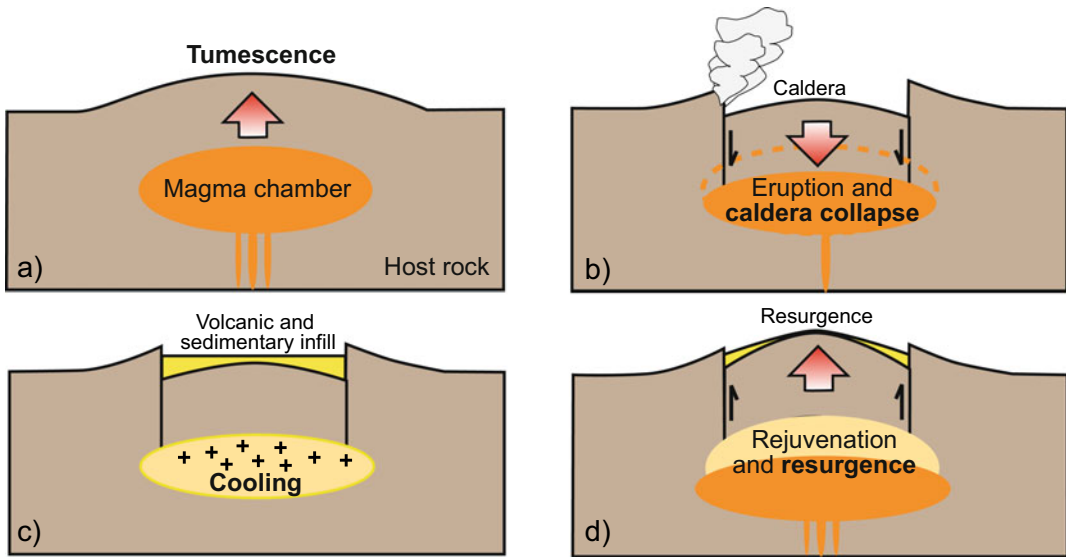 Tumescence
Magma chamber
Host rock
a)
Caldera
Eruption and
caldera collapse
b)
Volcanic and
sedimentary infill
Cooling
c)
Resurgence
Rejuvenation
and resurgence
d)